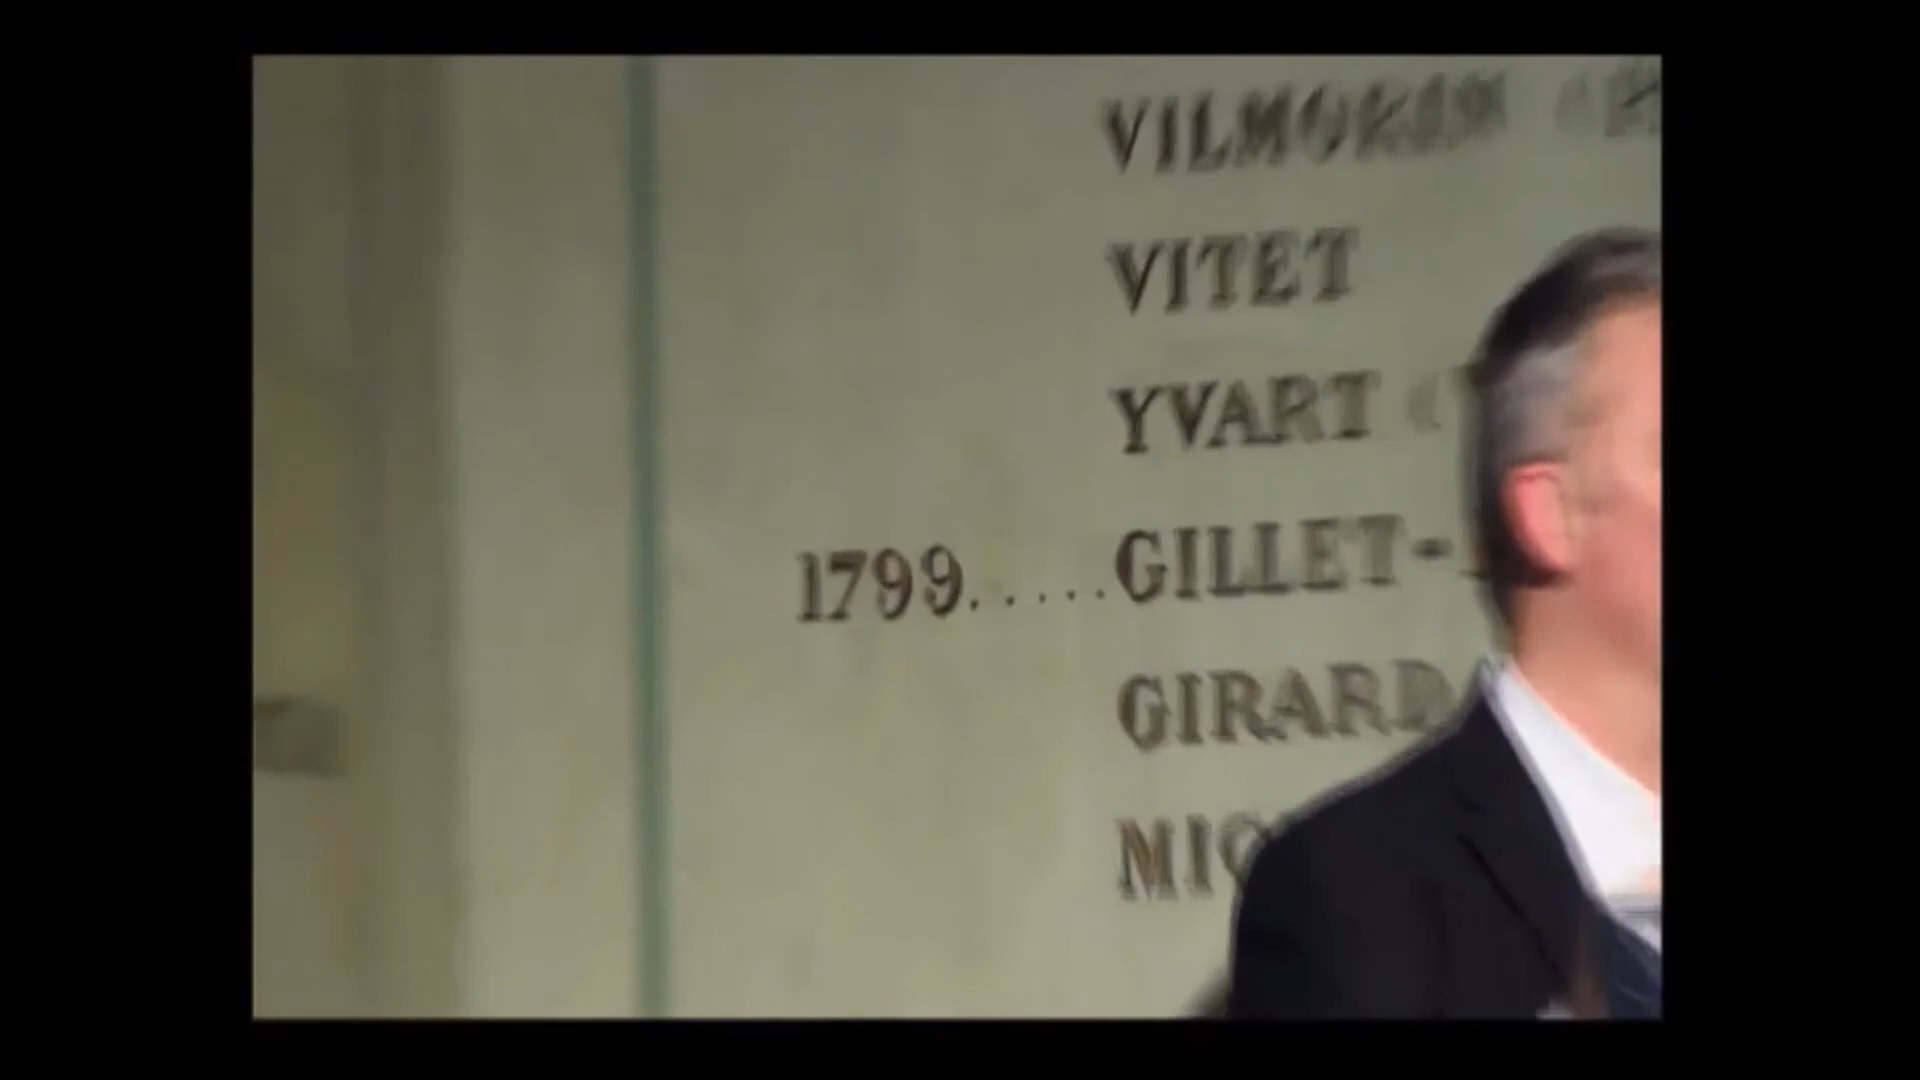 VILMORIN
VITET
YVART
1799.....GILLET-
GIRARD